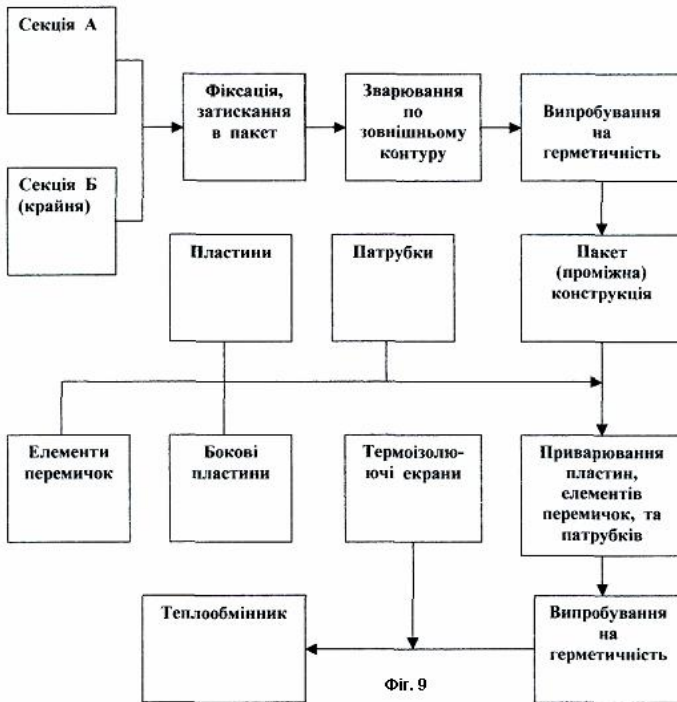 Секція А
Фіксація,
затискання
в пакет
Зварювання
по
зовнішньому
контуру
Випробування
на
герметичність
Секція Б
(крайня)
Пластини
Патрубки
Пакет
(проміжна)
конструкція
Елементи
перемичок
Бокові
пластини
Термоізолю-
ючі екрани
Приварювання
пластин,
елементів
перемичок, та
патрубків
Теплообмінник
Випробування
на
герметичність
Фіг. 9